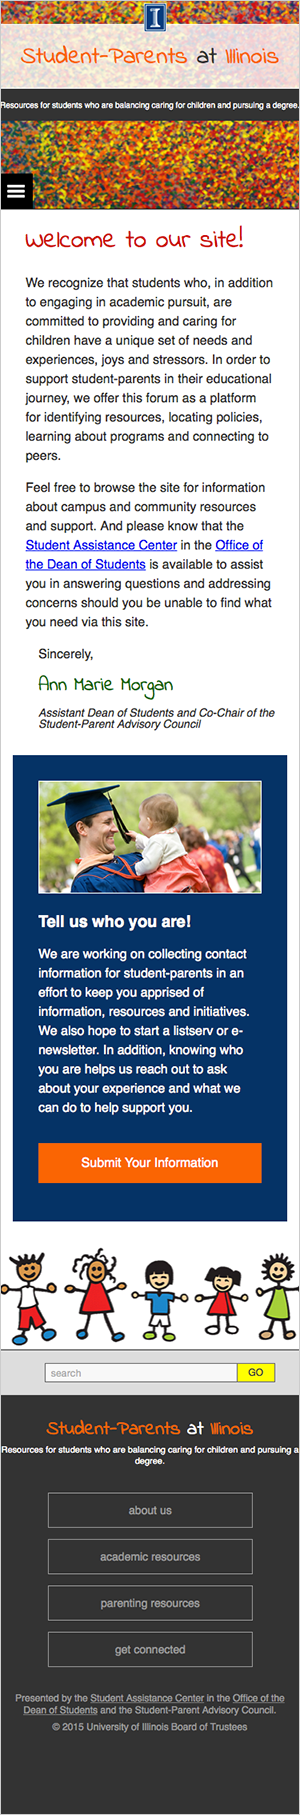 I
Student-Parents at Illinois
Resources for students who are balancing caring for children and pursuing a degree.
Welcome to our site!
We recognize that students who, in addition
to engaging in academic pursuit, are
committed to providing and caring for
children have a unique set of needs and
experiences, joys and stressors. In order to
support student-parents in their educational
journey, we offer this forum as a platform
for identifying resources, locating policies,
learning about programs and connecting to
peers.
Feel free to browse the site for information
about campus and community resources
and support. And please know that the
Student Assistance Center in the Office of
the Dean of Students is available to assist
you in answering questions and addressing
concerns should you be unable to find what
you need via this site.
Sincerely,
Ann Marie Morgan
Assistant Dean of Students and Co-Chair of the
Student-Parent Advisory Council
Tell us who you are!
We are working on collecting contact
information for student-parents in an
effort to keep you apprised of
information, resources and initiatives.
We also hope to start a listserv or e-
newsletter. In addition, knowing who
you are helps us reach out to ask
about your experience and what we
can do to help support you.
Submit Your Information
search GO
Student-Parents at Illinois
Resources for students who are balancing caring for children and pursuing a
degree.
about us
academic resources
parenting resources
get connected
Presented by the Student Assistance Center in the Office of the
Dean of Students and the Student-Parent Advisory Council.
© 2015 University of Illinois Board of Trustees